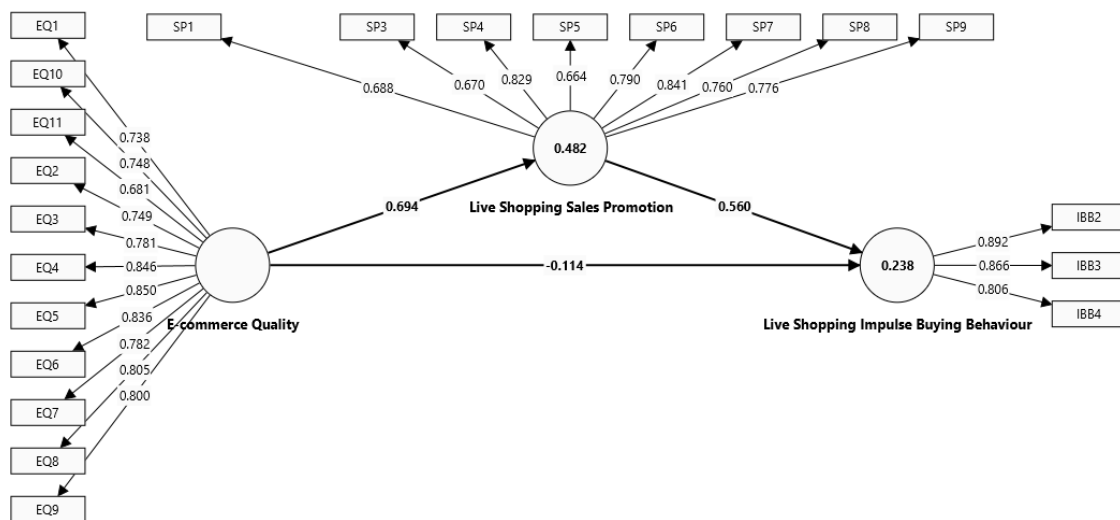 EQ1
EQ10
EQ11
EQ2
EQ3
EQ4
EQ5
EQ6
EQ7
EQ8
EQ9
0.738
0.748
0.681
0.749
0.781
0.846
0.850
0.836
0.782
0.805
0.800
E-commerce Quality
SP1
SP3
SP4
SP5
SP6
SP7
SP8
SP9
0.688
0.670
0.829
0.664
0.790
0.841
0.760
0.776
0.482
Live Shopping Sales Promotion
0.694
0.560
-0.114
0.238
Live Shopping Impulse Buying Behaviour
0.892
0.866
0.806
IBB2
IBB3
IBB4